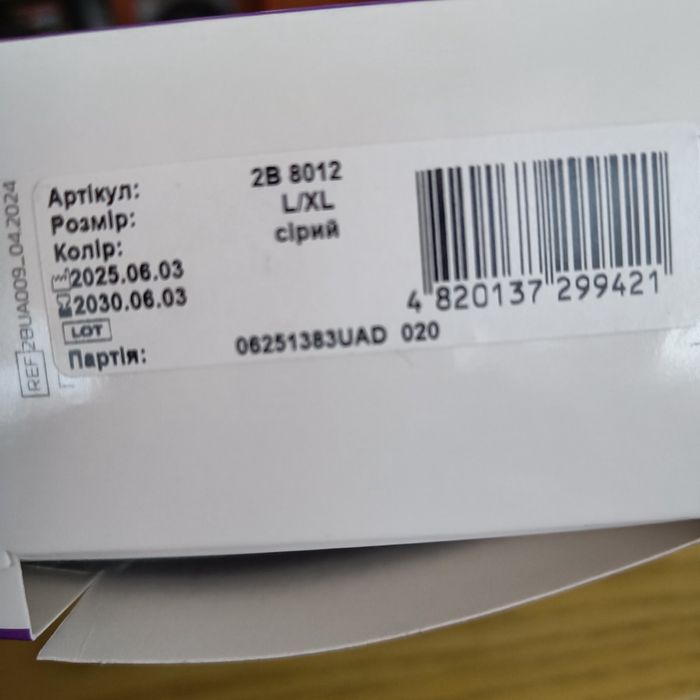 Артікул: 2B 8012
Розмір: L/XL
Колір: сірий
2025.06.03
2030.06.03
LOT
Партія: 06251383UAD 020
4 820137 299421
REF 2BUA009_04.2024